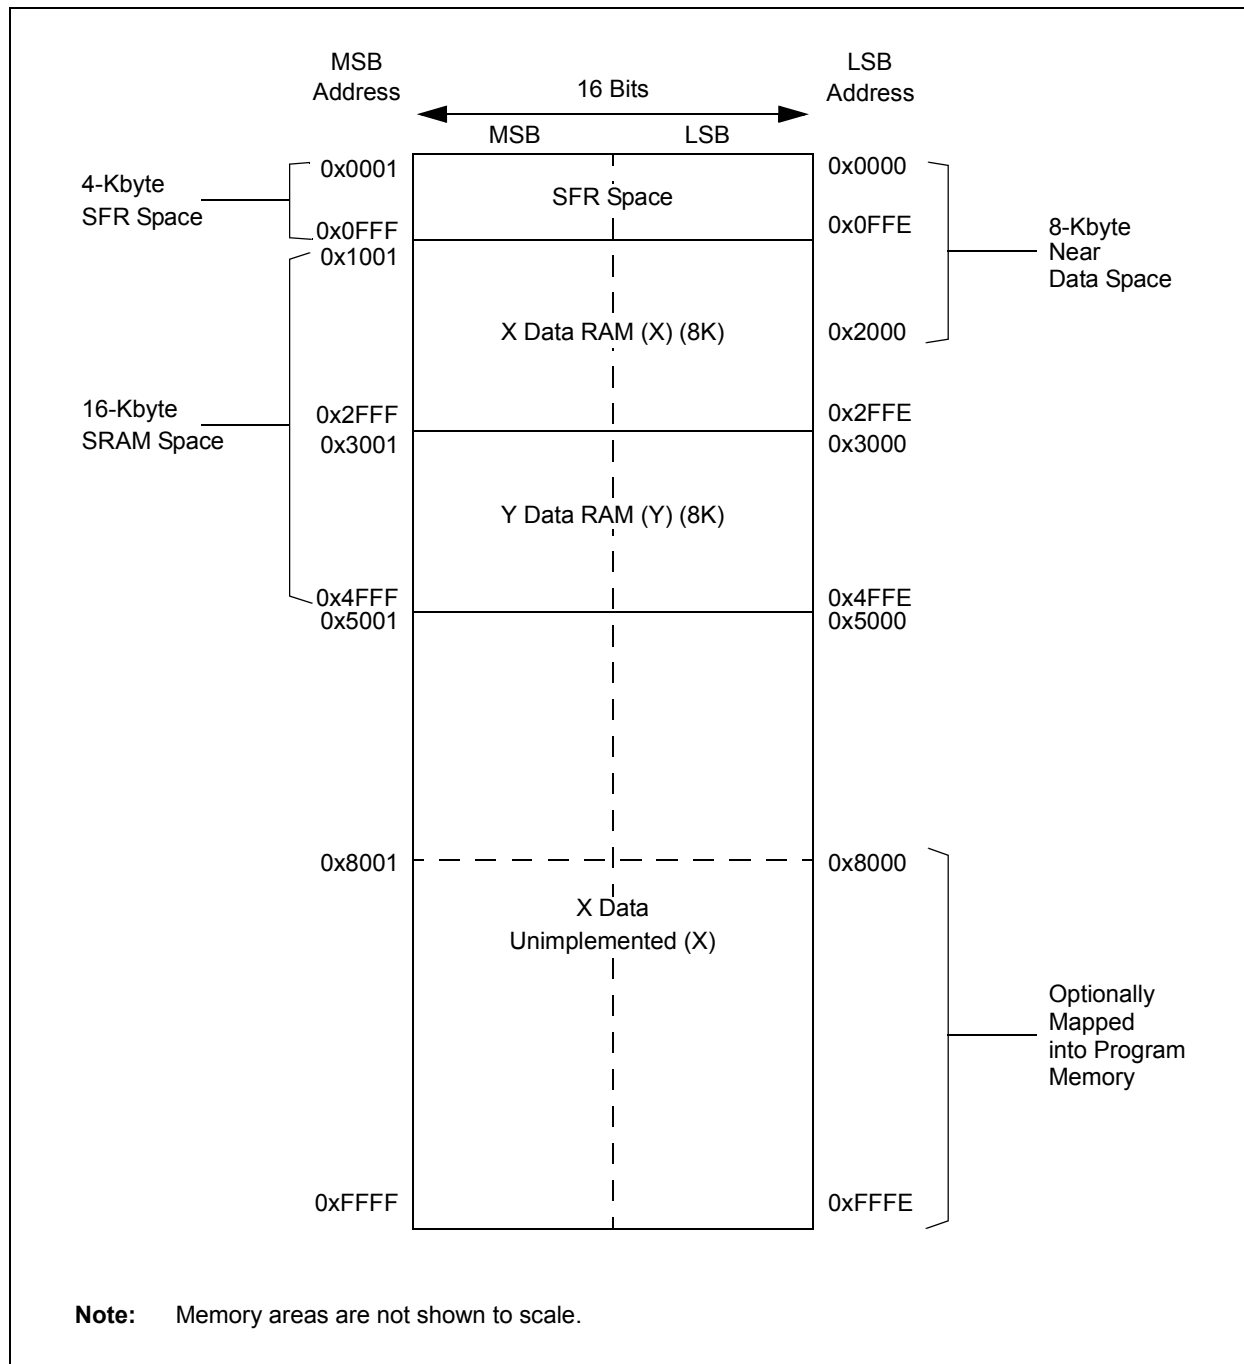 MSB
Address
LSB
Address
16 Bits
MSB
LSB
4-Kbyte
SFR Space
0x0001
0x0FFF
0x1001
SFR Space
0x0000
0x0FFE
8-Kbyte
Near
Data Space
X Data RAM (X) (8K)
0x2000
16-Kbyte
SRAM Space
0x2FFF
0x3001
0x2FFE
0x3000
Y Data RAM (Y) (8K)
0x4FFF
0x5001
0x4FFE
0x5000
0x8001
0x8000
X Data
Unimplemented (X)
Optionally
Mapped
into Program
Memory
0xFFFF
0xFFFE
Note: Memory areas are not shown to scale.